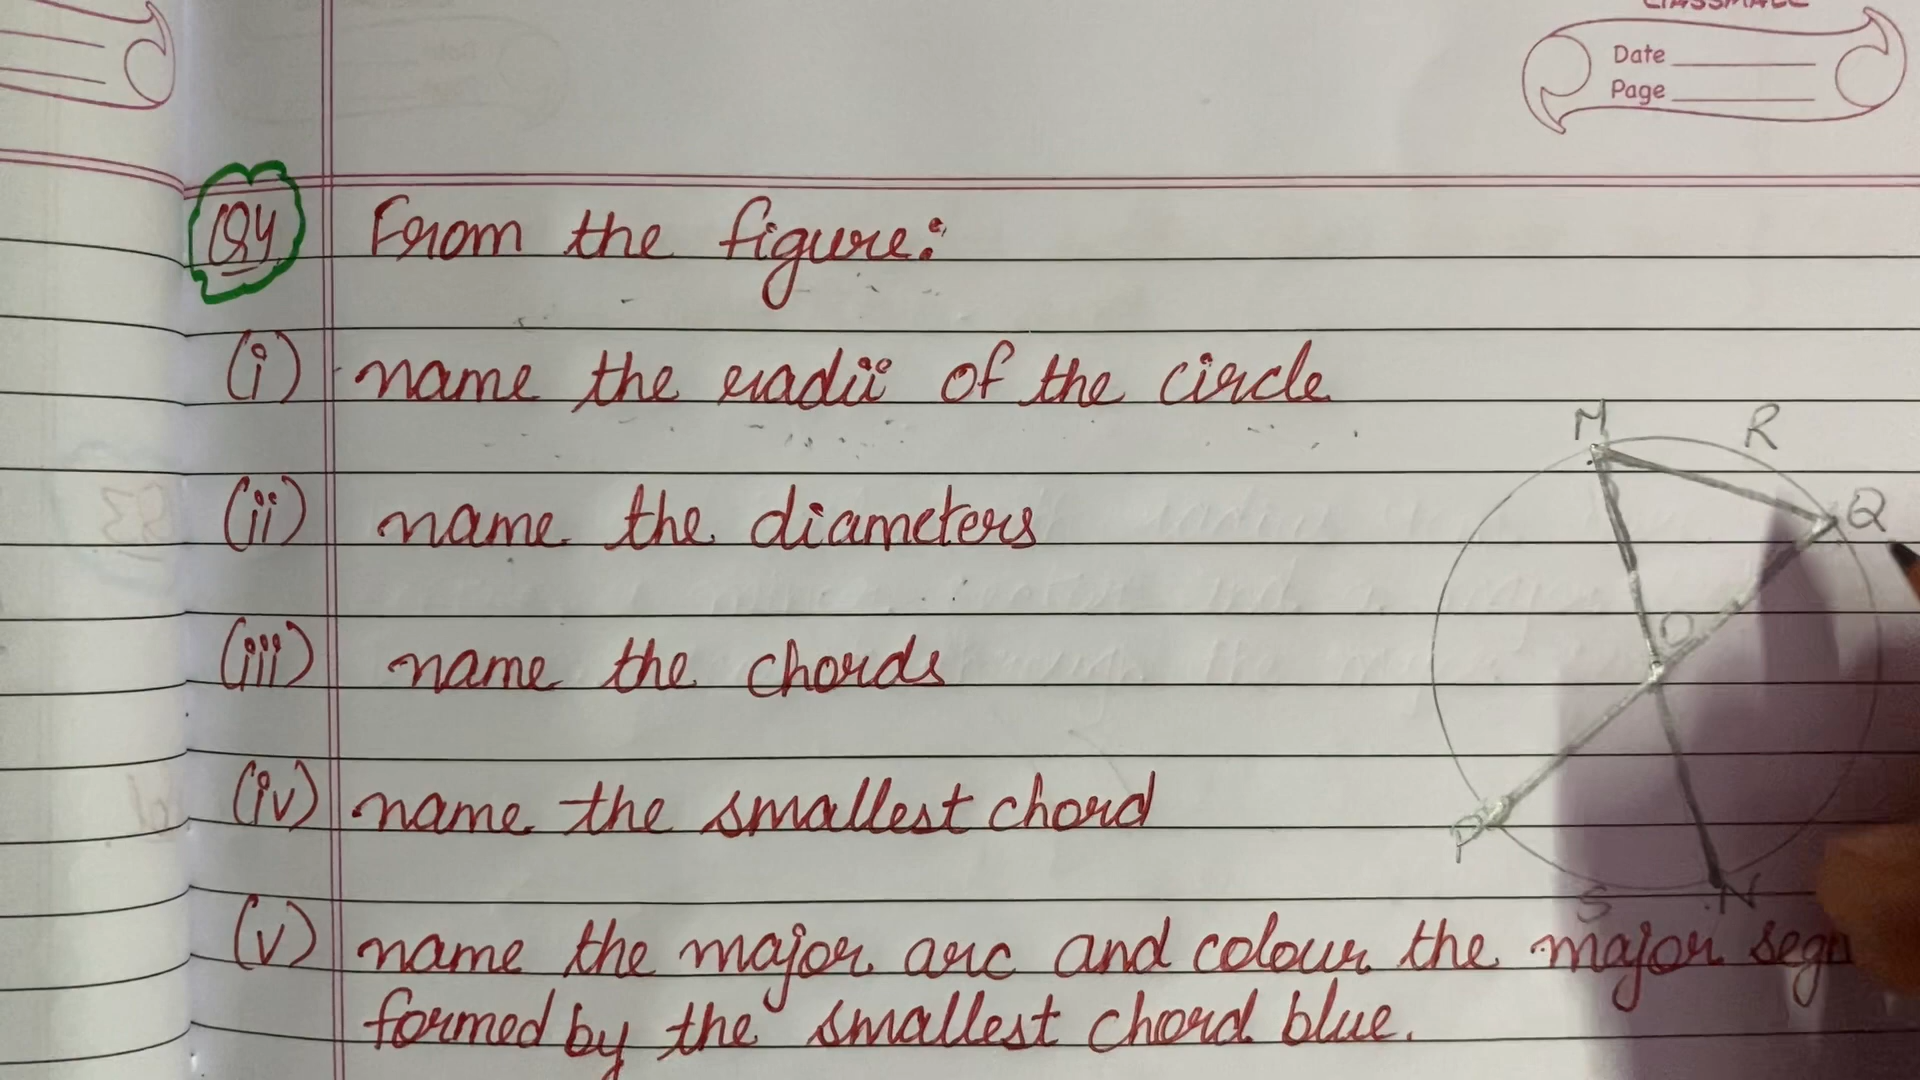 Date
Page
Q4 From the figure:
(i) name the radii of the circle
M R
Q
(ii) name the diameters
O
(iii) name the chords
(iv) name the smallest chord
P
S N
(v) name the major arc and colour the major
formed by the smallest chord blue.